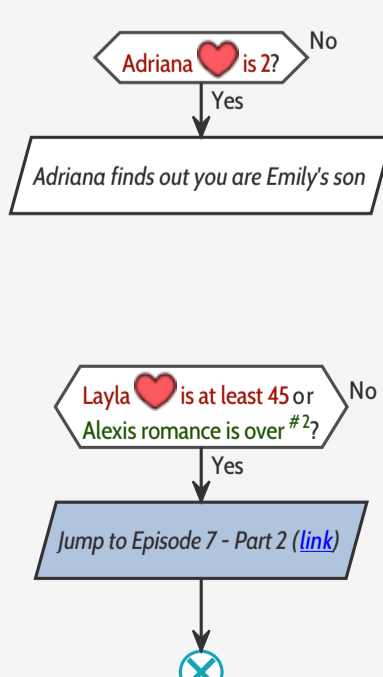 No
Adriana ❤️ is 2?
Yes
Adriana finds out you are Emily's son
Layla ❤️ is at least 45 or
No
Alexis romance is over #2?
Yes
Jump to Episode 7 - Part 2 (link)